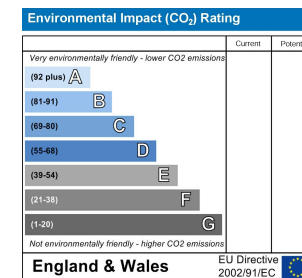 Environmental Impact (CO₂) Rating
Current Poten
Very environmentally friendly - lower CO2 emissions
(92 plus) A
(81-91) B
(69-80) C
(55-68) D
(39-54) E
(21-38) F
(1-20) G
Not environmentally friendly - higher CO2 emissions
England & Wales
EU Directive
2002/91/EC